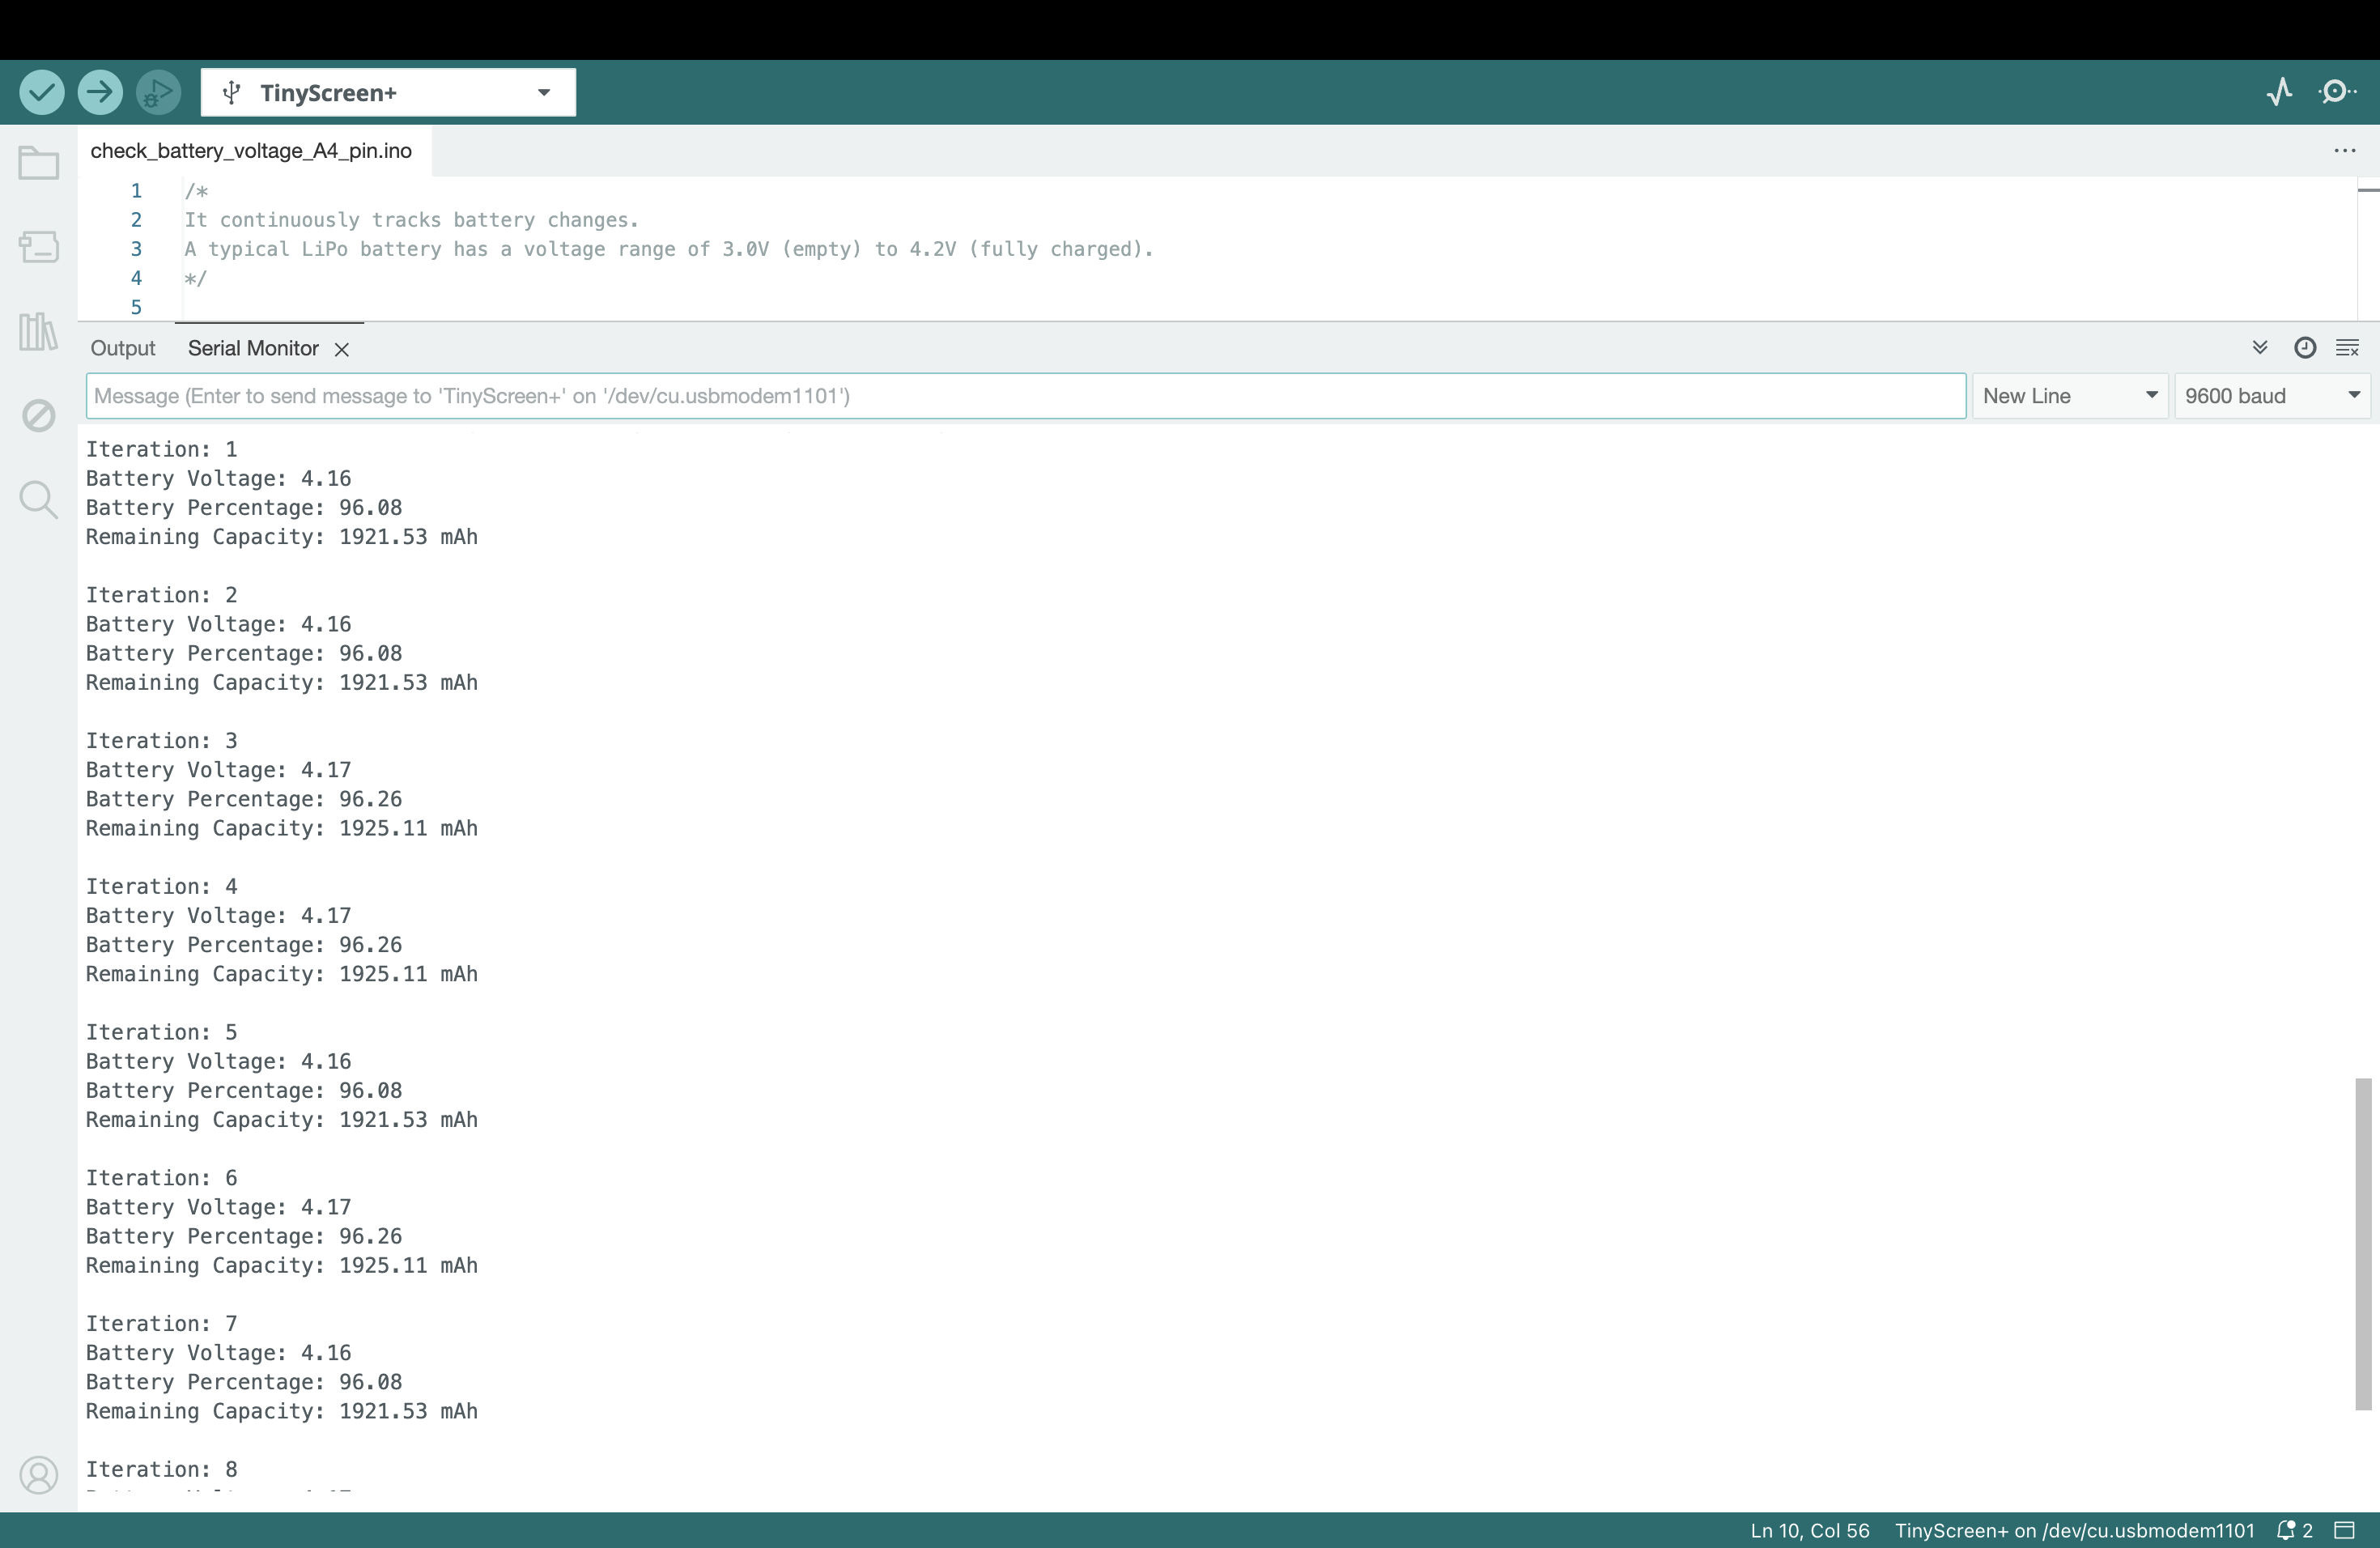 TinyScreen+
check_battery_voltage_A4_pin.ino
1 /*
2 It continuously tracks battery changes.
3 A typical LiPo battery has a voltage range of 3.0V (empty) to 4.2V (fully charged).
4 */
5
Output Serial Monitor
Message (Enter to send message to 'TinyScreen+' on '/dev/cu.usbmodem1101') New Line 9600 baud
Iteration: 1
Battery Voltage: 4.16
Battery Percentage: 96.08
Remaining Capacity: 1921.53 mAh
Iteration: 2
Battery Voltage: 4.16
Battery Percentage: 96.08
Remaining Capacity: 1921.53 mAh
Iteration: 3
Battery Voltage: 4.17
Battery Percentage: 96.26
Remaining Capacity: 1925.11 mAh
Iteration: 4
Battery Voltage: 4.17
Battery Percentage: 96.26
Remaining Capacity: 1925.11 mAh
Iteration: 5
Battery Voltage: 4.16
Battery Percentage: 96.08
Remaining Capacity: 1921.53 mAh
Iteration: 6
Battery Voltage: 4.17
Battery Percentage: 96.26
Remaining Capacity: 1925.11 mAh
Iteration: 7
Battery Voltage: 4.16
Battery Percentage: 96.08
Remaining Capacity: 1921.53 mAh
Iteration: 8
Ln 10, Col 56 TinyScreen+ on /dev/cu.usbmodem1101 2